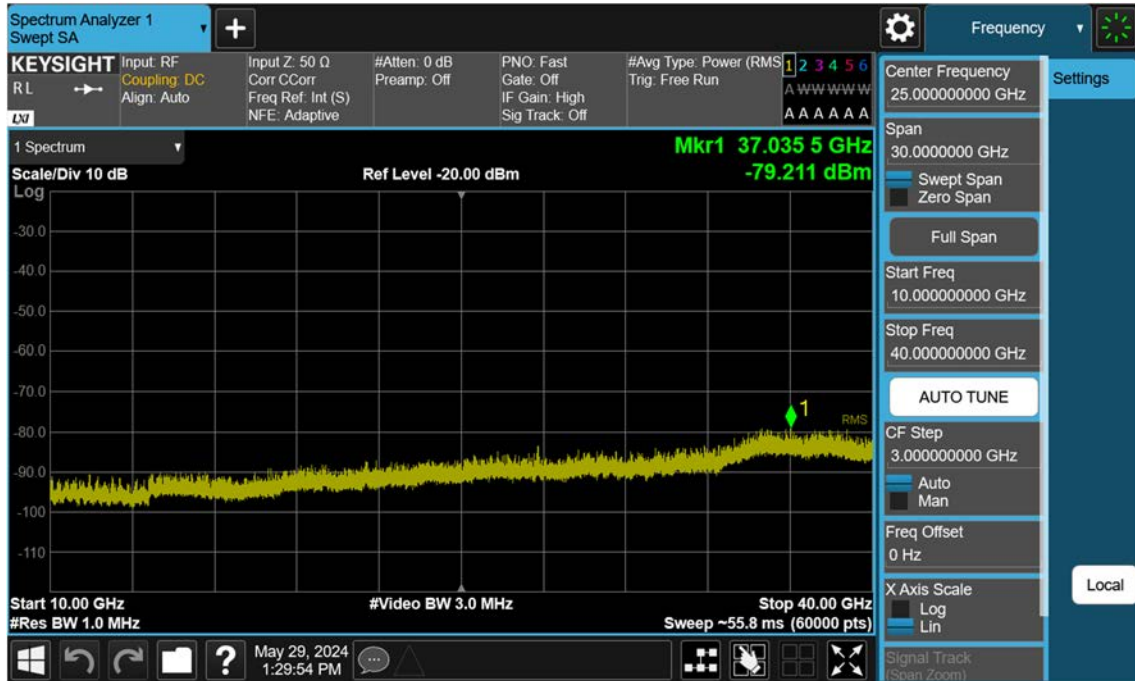 Spectrum Analyzer 1
Swept SA
+
Frequency
KEYSIGHT
R L
LXI
Input: RF
Coupling: DC
Align: Auto
Input Z: 50 Ω
Corr CCorr
Freq Ref: Int (S)
NFE: Adaptive
#Atten: 0 dB
Preamp: Off
PNO: Fast
Gate: Off
IF Gain: High
Sig Track: Off
#Avg Type: Power (RMS
Trig: Free Run
1 2 3 4 5 6
A W W W W W
A A A A A A
1 Spectrum
Scale/Div 10 dB
Ref Level -20.00 dBm
Mkr1 37.035 5 GHz
-79.211 dBm
Log
-30.0
-40.0
-50.0
-60.0
-70.0
-80.0
-90.0
-100
-110
1
RMS
Start 10.00 GHz
#Res BW 1.0 MHz
#Video BW 3.0 MHz
Stop 40.00 GHz
Sweep ~55.8 ms (60000 pts)
?
May 29, 2024
1:29:54 PM
Center Frequency
25.000000000 GHz
Span
30.0000000 GHz
Swept Span
Zero Span
Full Span
Start Freq
10.000000000 GHz
Stop Freq
40.000000000 GHz
AUTO TUNE
CF Step
3.000000000 GHz
Auto
Man
Freq Offset
0 Hz
X Axis Scale
Log
Lin
Signal Track
(Span Zoom)
Settings
Local